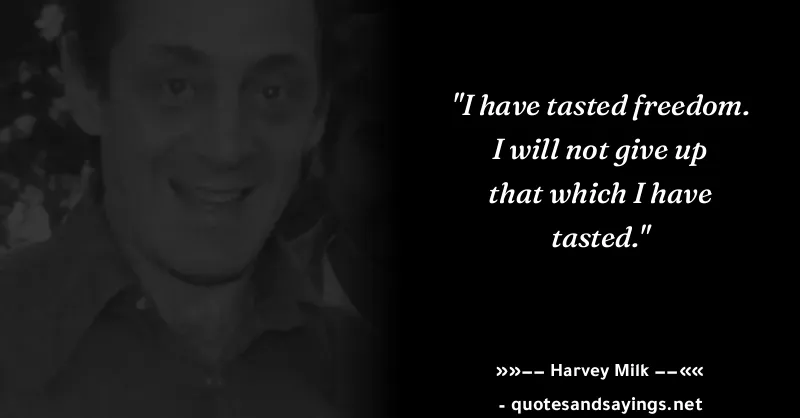 "I have tasted freedom.
I will not give up
that which I have
tasted."
»»−− Harvey Milk −−««
- quotesandsayings.net